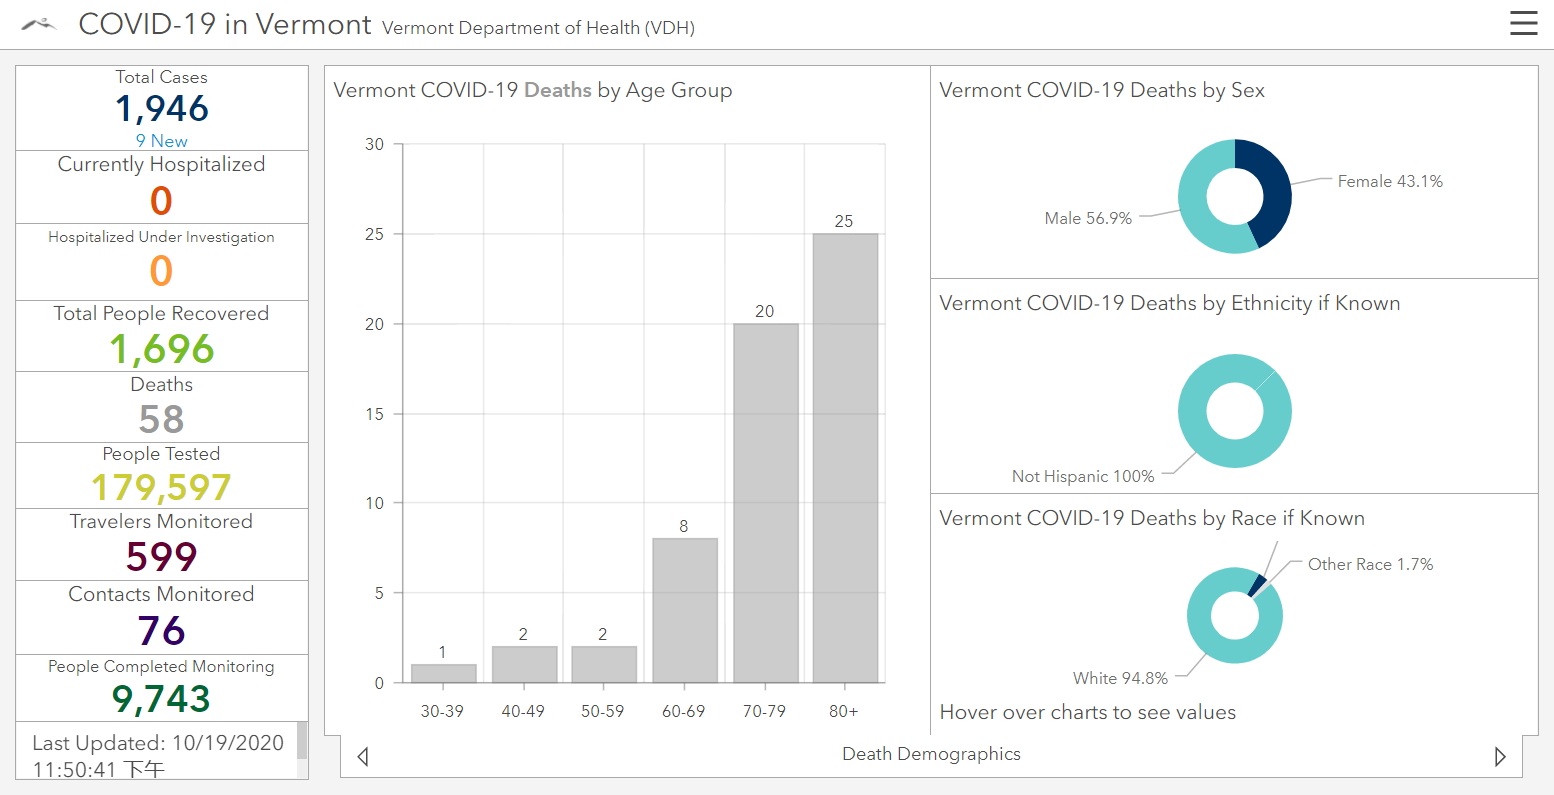 COVID-19 in Vermont Vermont Department of Health (VDH)
Total Cases
1,946
9 New
Currently Hospitalized
0
Hospitalized Under Investigation
0
Total People Recovered
1,696
Deaths
58
People Tested
179,597
Travelers Monitored
599
Contacts Monitored
76
People Completed Monitoring
9,743
Last Updated: 10/19/2020
11:50:41 下午
Vermont COVID-19 Deaths by Age Group
30
25
20
15
10
5
0
1
2
2
8
20
25
30-39
40-49
50-59
60-69
70-79
80+
Vermont COVID-19 Deaths by Sex
Female 43.1%
Male 56.9%
Vermont COVID-19 Deaths by Ethnicity if Known
Not Hispanic 100%
Vermont COVID-19 Deaths by Race if Known
Other Race 1.7%
White 94.8%
Hover over charts to see values
Death Demographics